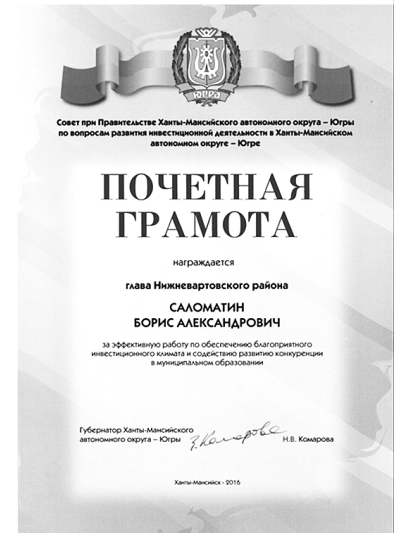 ЮГРА
Совет при Правительстве Ханты-Мансийского автономного округа – Югры
по вопросам развития инвестиционной деятельности в Ханты-Мансийском
автономном округе – Югре
ПОЧЕТНАЯ
ГРАМОТА
награждается
глава Нижневартовского района
САЛОМАТИН
БОРИС АЛЕКСАНДРОВИЧ
за эффективную работу по обеспечению благоприятного
инвестиционного климата и содействию развитию конкуренции
в муниципальном образовании
Губернатор Ханты-Мансийского
автономного округа – Югры
Н.В. Комарова
Ханты-Мансийск - 2016